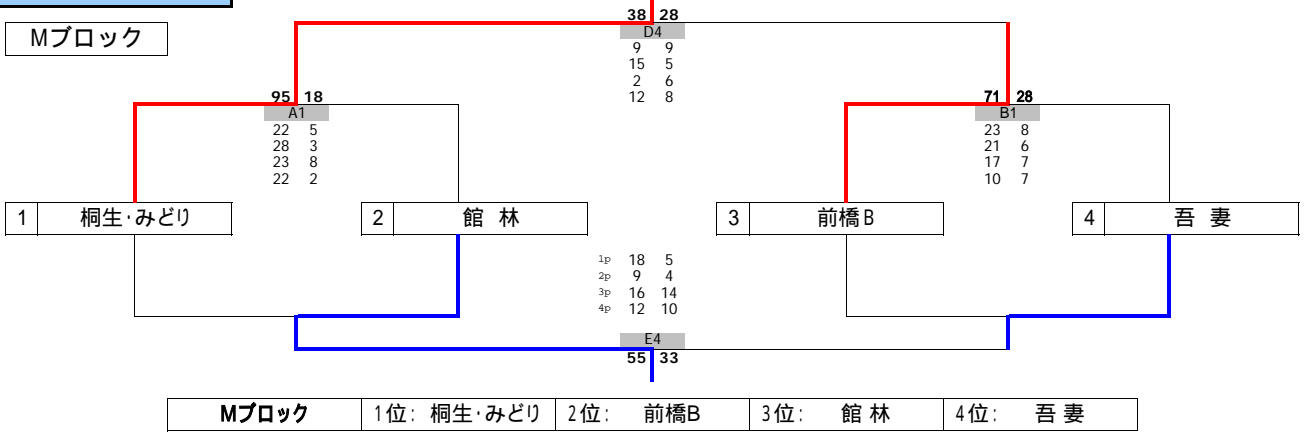 38 28
Mブロック
D4
9 9
15 5
2 6
12 8
95 18
71 28
A1
B1
22 5
28 3
23 8
22 2
23 8
21 6
17 7
10 7
1 桐生・みどり
2 館 林
3 前橋B
4 吾 妻
1p 18 5
2p 9 4
3p 16 14
4p 12 10
E4
55 33
Mブロック 1位: 桐生・みどり 2位: 前橋B 3位: 館 林 4位: 吾 妻